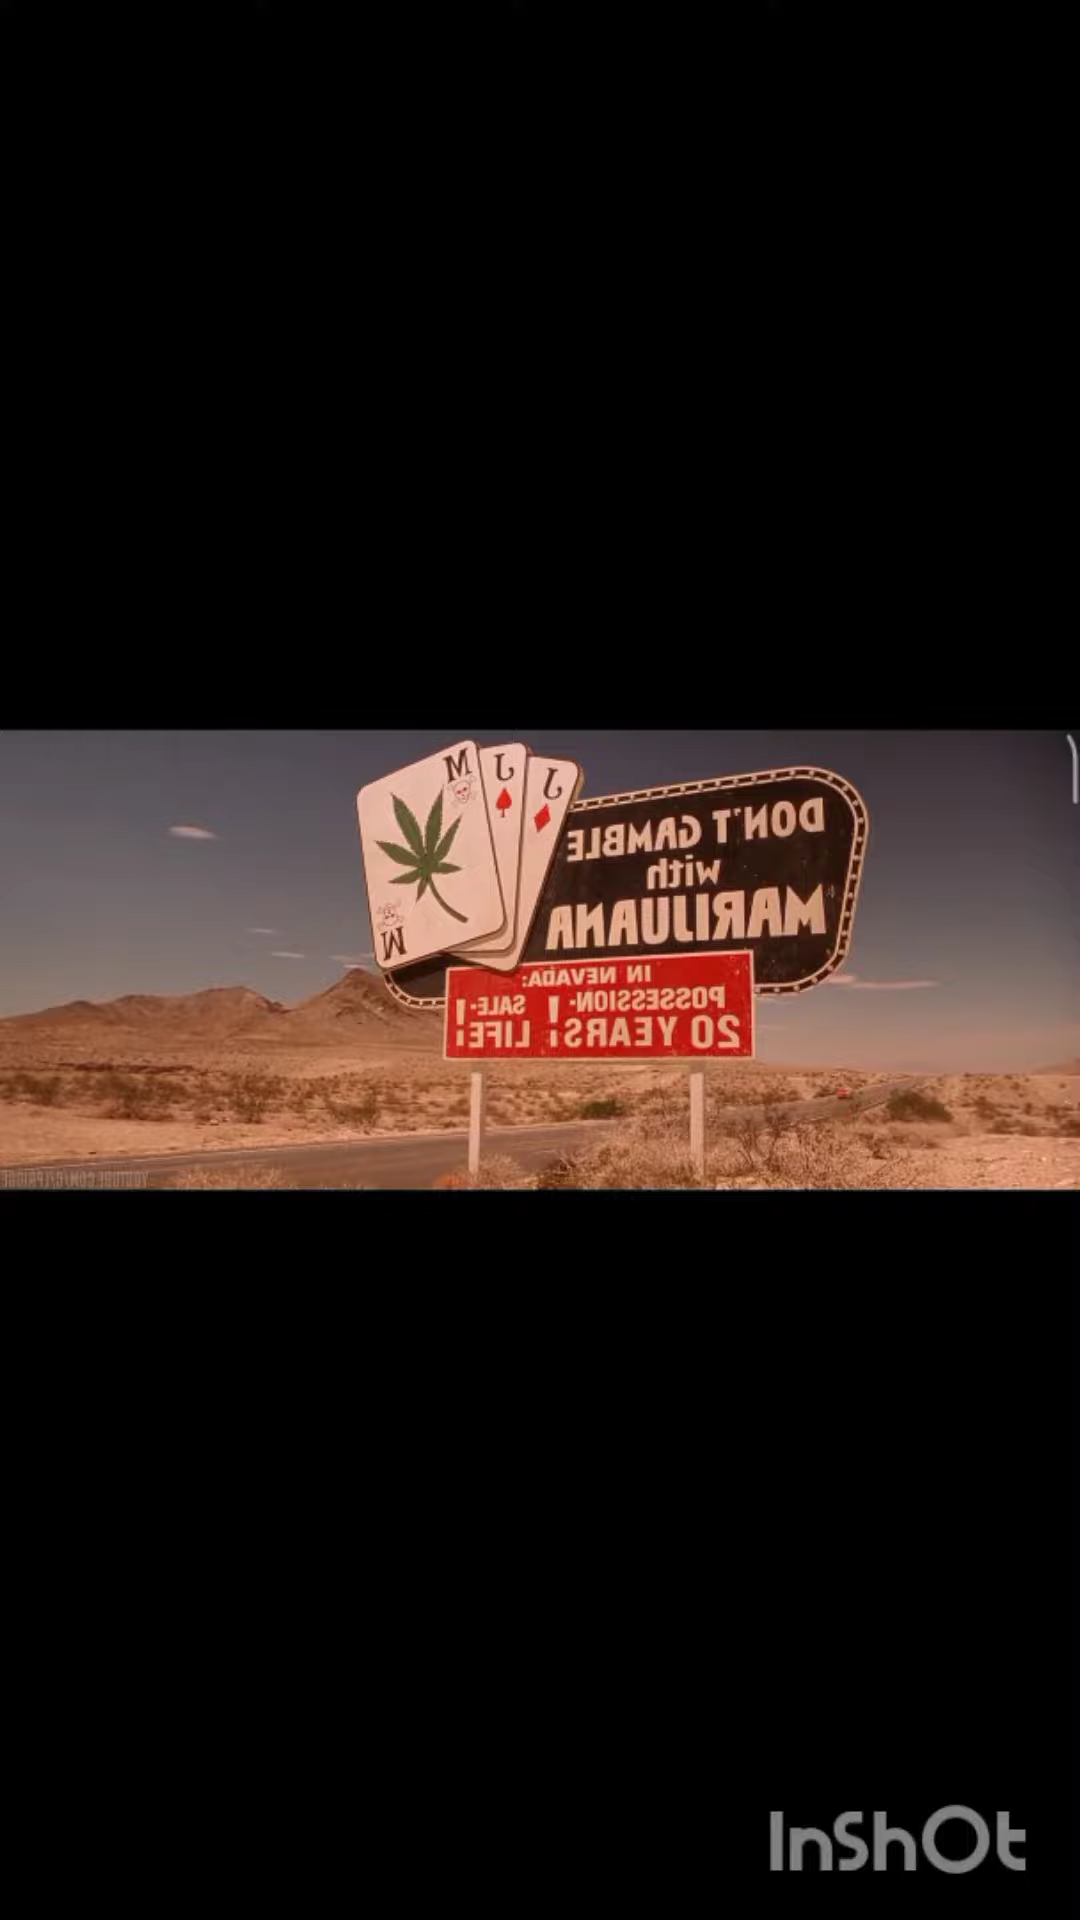 M
J
J
DON'T GAMBLE
with
MARIJUANA
M
IN NEVADA:
POSSESSION- SALE-
20 YEARS! LIFE!
InShOt